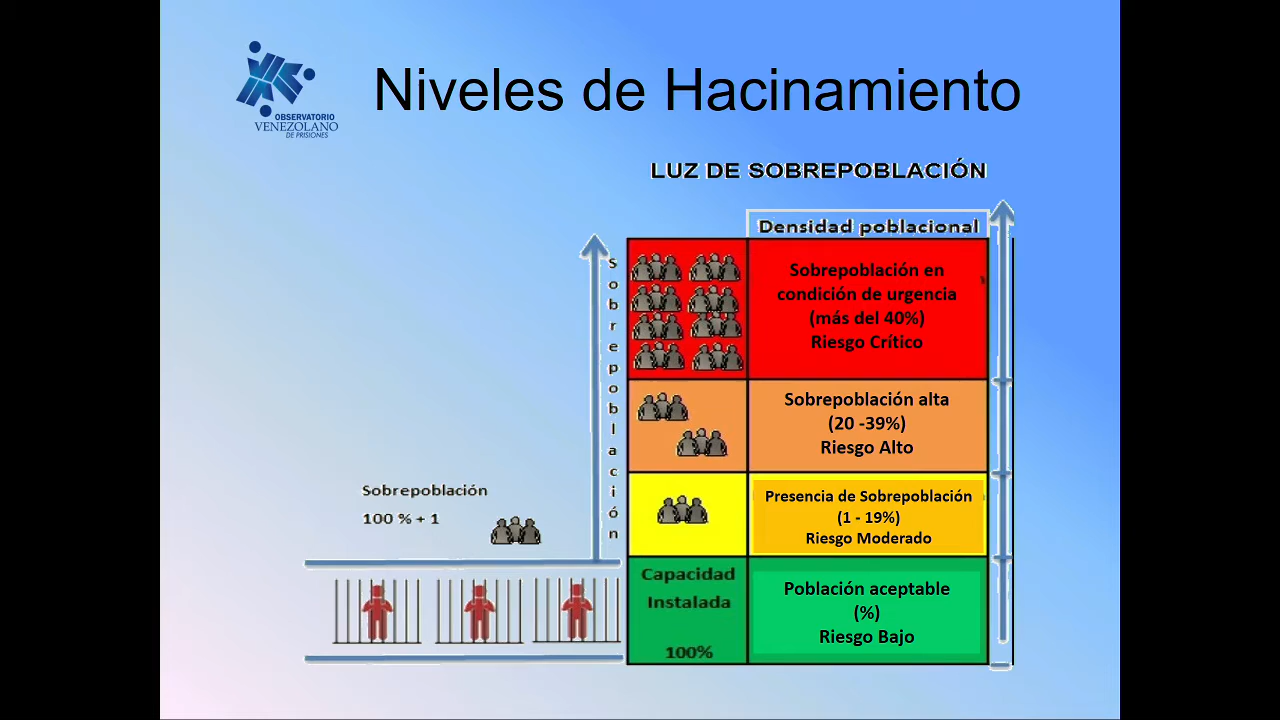 OBSERVATORIO
VENEZOLANO
DE PRISIONES
Niveles de Hacinamiento
LUZ DE SOBREPOBLACIÓN
Densidad poblacional
Sobrepoblación
Sobrepoblación en
condición de urgencia
(más del 40%)
Riesgo Crítico
Sobrepoblación alta
(20 -39%)
Riesgo Alto
Sobrepoblación
100 % + 1
Presencia de Sobrepoblación
(1 - 19%)
Riesgo Moderado
Capacidad
Instalada
100%
Población aceptable
(%)
Riesgo Bajo